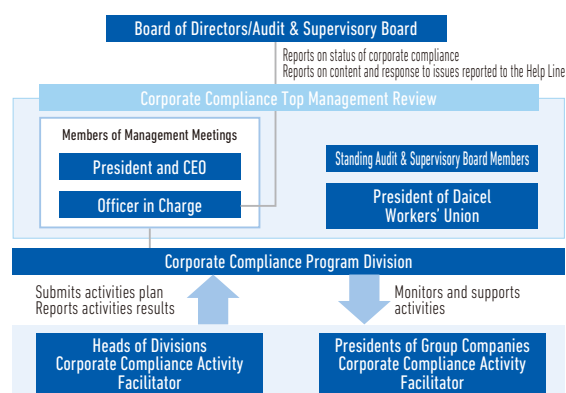 Board of Directors/Audit & Supervisory Board
Reports on status of corporate compliance
Reports on content and response to issues reported to the Help Line
Corporate Compliance Top Management Review
Members of Management Meetings
President and CEO
Officer in Charge
Standing Audit & Supervisory Board Members
President of Daicel
Workers' Union
Corporate Compliance Program Division
Submits activities plan
Reports activities results
Monitors and supports
activities
Heads of Divisions
Corporate Compliance Activity
Facilitator
Presidents of Group Companies
Corporate Compliance Activity
Facilitator